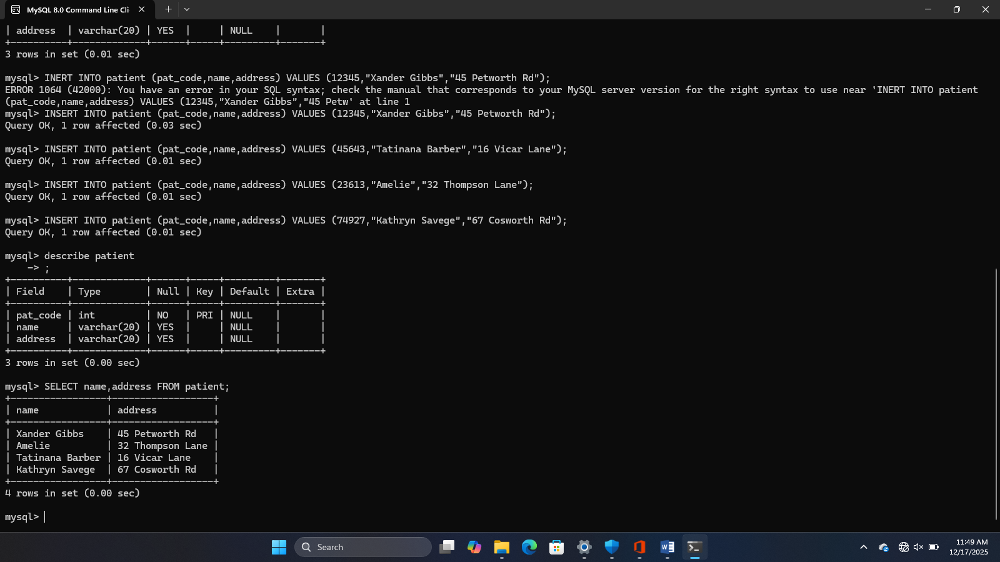 MySQL 8.0 Command Line Cli
| address  | varchar(20) | YES  |     | NULL    |       |
+----------+-------------+------+-----+---------+-------+
3 rows in set (0.01 sec)
mysql> INERT INTO patient (pat_code,name,address) VALUES (12345,"Xander Gibbs","45 Petworth Rd");
ERROR 1064 (42000): You have an error in your SQL syntax; check the manual that corresponds to your MySQL server version for the right syntax to use near 'INERT INTO patient
(pat_code,name,address) VALUES (12345,"Xander Gibbs","45 Petw' at line 1
mysql> INSERT INTO patient (pat_code,name,address) VALUES (12345,"Xander Gibbs","45 Petworth Rd");
Query OK, 1 row affected (0.03 sec)
mysql> INSERT INTO patient (pat_code,name,address) VALUES (45643,"Tatinana Barber","16 Vicar Lane");
Query OK, 1 row affected (0.01 sec)
mysql> INSERT INTO patient (pat_code,name,address) VALUES (23613,"Amelie","32 Thompson Lane");
Query OK, 1 row affected (0.01 sec)
mysql> INSERT INTO patient (pat_code,name,address) VALUES (74927,"Kathryn Savege","67 Cosworth Rd");
Query OK, 1 row affected (0.01 sec)
mysql> describe patient
    -> ;
+----------+-------------+------+-----+---------+-------+
| Field    | Type        | Null | Key | Default | Extra |
+----------+-------------+------+-----+---------+-------+
| pat_code | int         | NO   | PRI | NULL    |       |
| name     | varchar(20) | YES  |     | NULL    |       |
| address  | varchar(20) | YES  |     | NULL    |       |
+----------+-------------+------+-----+---------+-------+
3 rows in set (0.00 sec)
mysql> SELECT name,address FROM patient;
+-----------------+------------------+
| name            | address          |
+-----------------+------------------+
| Xander Gibbs    | 45 Petworth Rd   |
| Amelie          | 32 Thompson Lane |
| Tatinana Barber | 16 Vicar Lane    |
| Kathryn Savege  | 67 Cosworth Rd   |
+-----------------+------------------+
4 rows in set (0.00 sec)
mysql>
Search
11:49 AM
12/17/2025